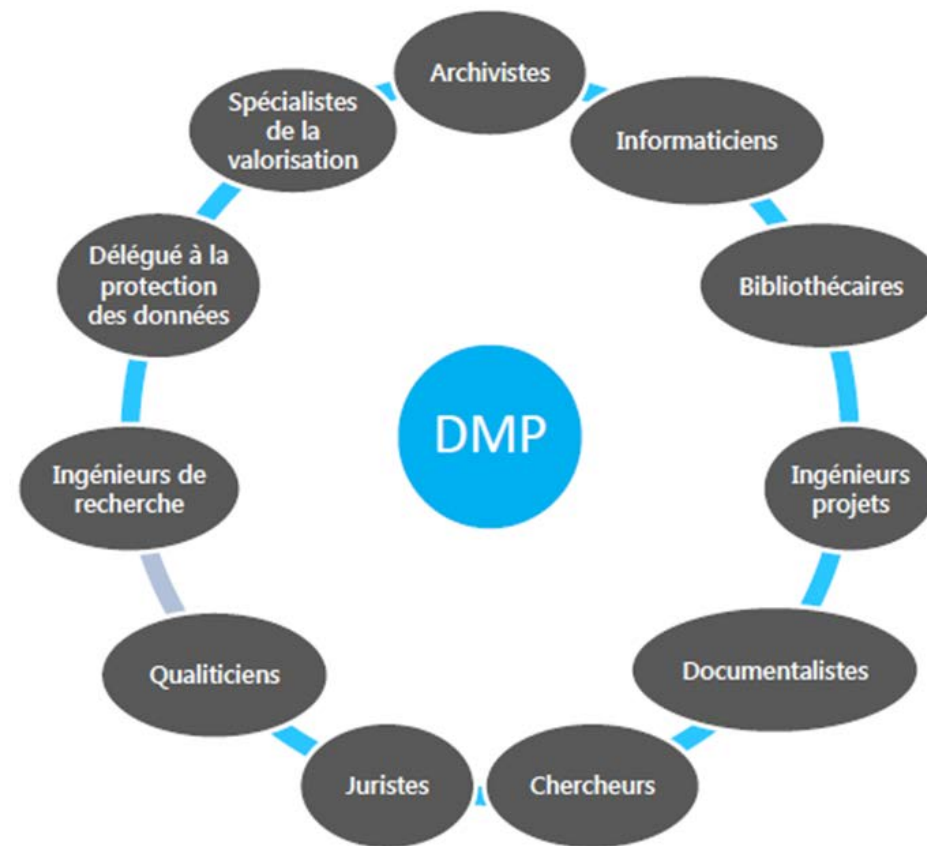 Archivistes
Informaticiens
Bibliothécaires
Ingénieurs
projets
Documentalistes
Chercheurs
Juristes
Qualiticiens
Ingénieurs de
recherche
Délégué à la
protection
des données
Spécialistes
de la
valorisation
DMP